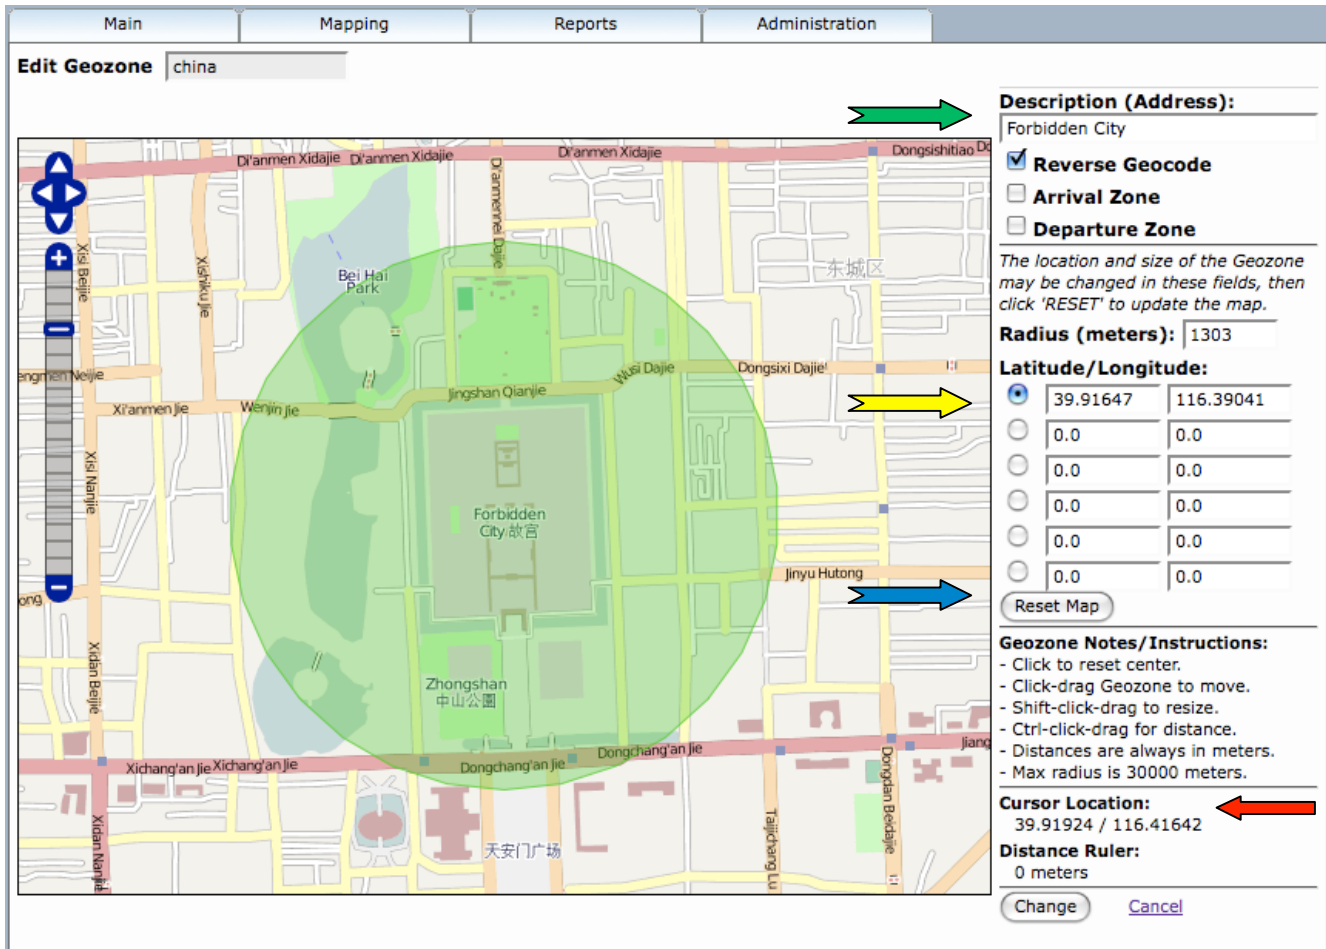 Main
Mapping
Reports
Administration
Edit Geozone
china
Description (Address):
Forbidden City
Reverse Geocode
Arrival Zone
Departure Zone
The location and size of the Geozone
may be changed in these fields, then
click 'RESET' to update the map.
Radius (meters):
1303
Latitude/Longitude:
39.91647 116.39041
0.0 0.0
0.0 0.0
0.0 0.0
0.0 0.0
0.0 0.0
Reset Map
Geozone Notes/Instructions:
- Click to reset center.
- Click-drag Geozone to move.
- Shift-click-drag to resize.
- Ctrl-click-drag for distance.
- Distances are always in meters.
- Max radius is 30000 meters.
Cursor Location:
39.91924 / 116.41642
Distance Ruler:
0 meters
Change
Cancel
Di'anmen Xidajie
Di'anmen Xidajie
Di'anmen Xidajie
Dongsishitiao
Di'anmennei Dajie
Xisi Beijie
Xishiku Jie
Bei Hai
Park
东城区
engmen Neijie
Wusi Dajie
Dongsixi Dajie
Jingshan Qianjie
Xi'anmen Jie
Wenjin Jie
Xisi Nanjie
Forbidden
City 故宫
Jinyu Hutong
ong
Xidan Beijie
Zhongshan
中山公園
Xichang'an Jie
Xichang'an Jie
Dongchang'an Jie
Dongchang'an Jie
Jiang
Dongdan Beidajie
Xidan Nanjie
天安门广场
Taijichang Lu